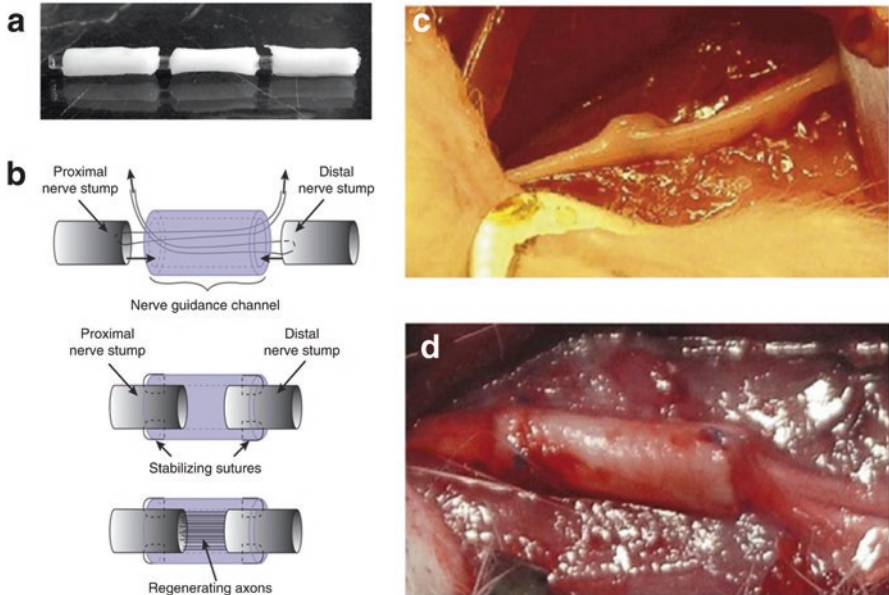 a
b
Proximal
nerve stump
Distal
nerve stump
Nerve guidance channel
Proximal
nerve stump
Distal
nerve stump
Stabilizing sutures
Regenerating axons
c
d